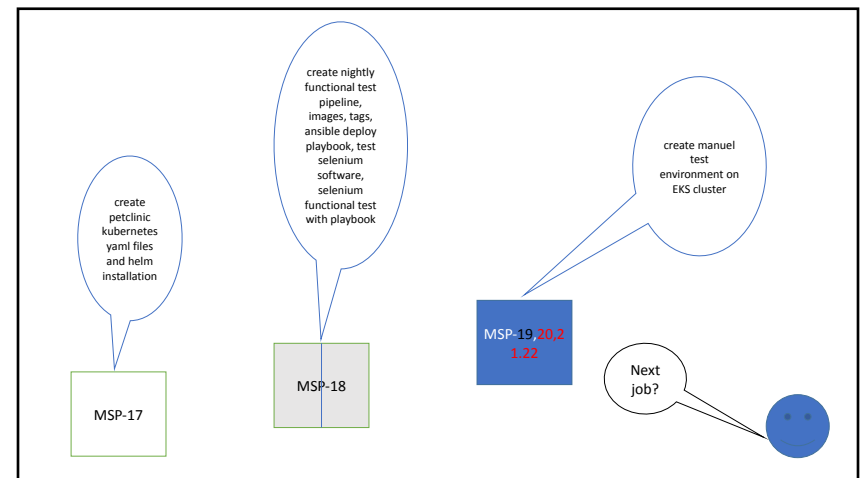 create
petclinic
kubernetes
yaml files
and helm
installation
MSP-17
create nightly
functional test
pipeline,
images, tags,
ansible deploy
playbook, test
selenium
software,
selenium
functional test
with playbook
MSP-18
create manuel
test
environment on
EKS cluster
MSP-19,20,2
1.22
Next
job?